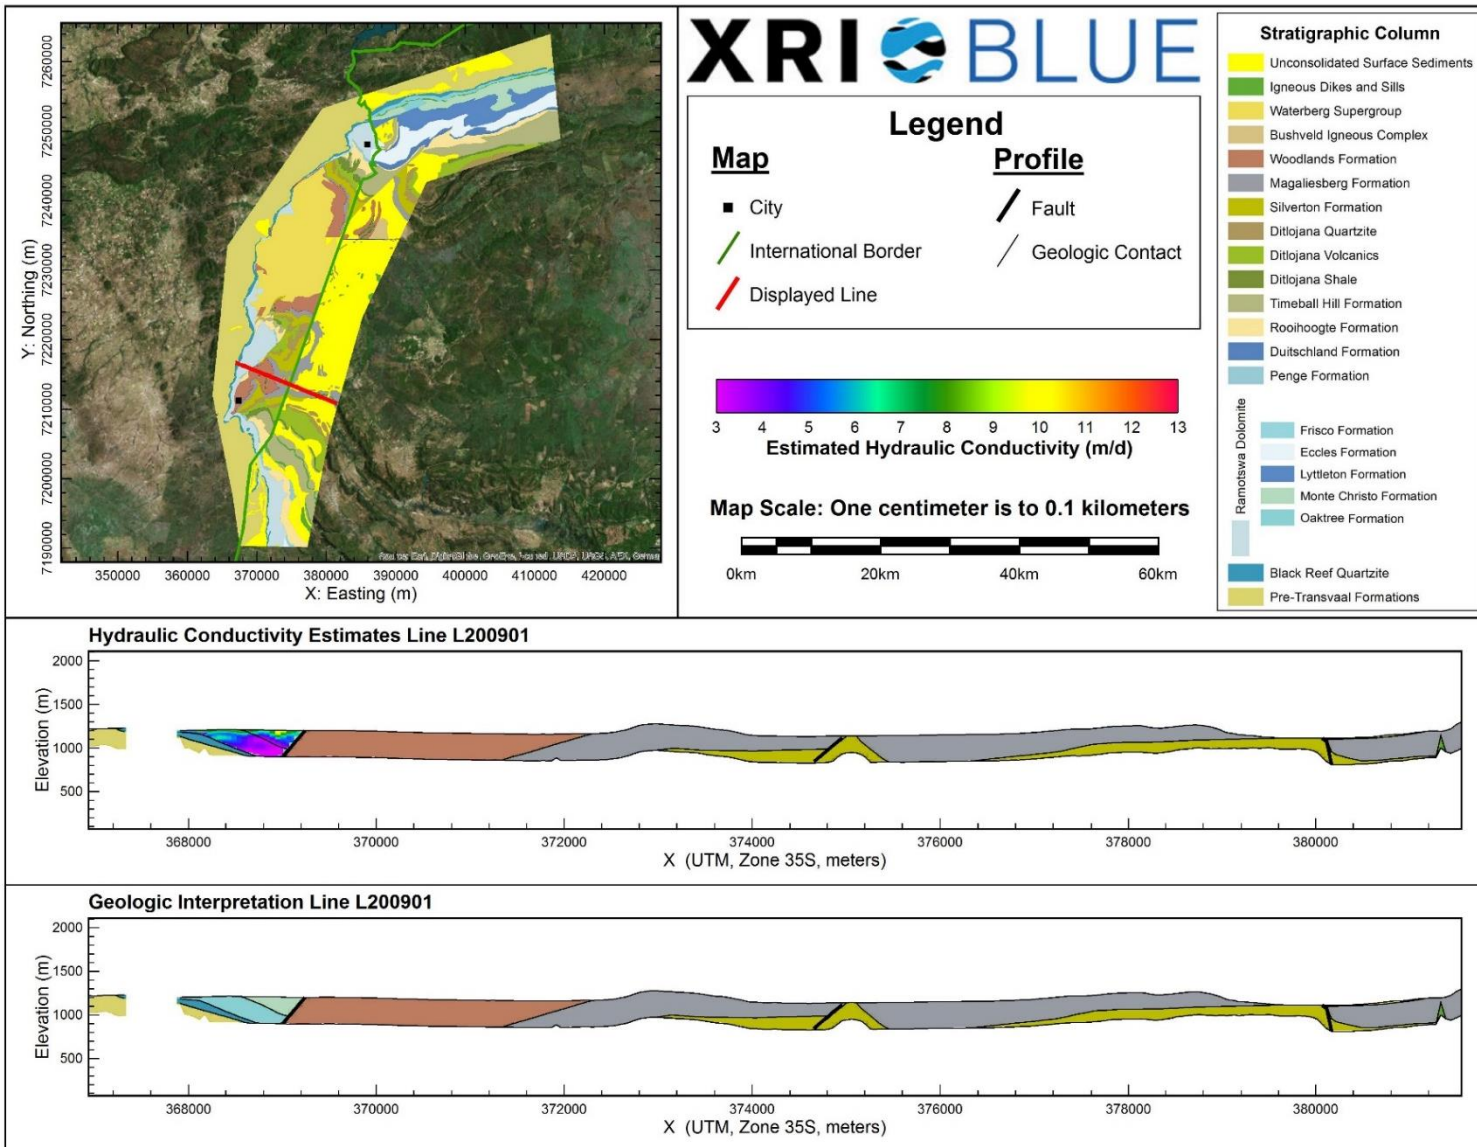 7260000
7250000
7240000
7230000
7220000
7210000
7200000
7190000
Y: Northing (m)
350000 360000 370000 380000 390000 400000 410000 420000
X: Easting (m)
XRI BLUE
Legend
Map
City
International Border
Displayed Line
Profile
Fault
Geologic Contact
3 4 5 6 7 8 9 10 11 12 13
Estimated Hydraulic Conductivity (m/d)
Map Scale: One centimeter is to 0.1 kilometers
0km 20km 40km 60km
Stratigraphic Column
Unconsolidated Surface Sediments
Igneous Dikes and Sills
Waterberg Supergroup
Bushveld Igneous Complex
Woodlands Formation
Magaliesberg Formation
Silverton Formation
Ditlojana Quartzite
Ditlojana Volcanics
Ditlojana Shale
Timeball Hill Formation
Rooihoogte Formation
Duitschland Formation
Penge Formation
Ramotswa Dolomite
Frisco Formation
Eccles Formation
Lyttleton Formation
Monte Christo Formation
Oaktree Formation
Black Reef Quartzite
Pre-Transvaal Formations
Hydraulic Conductivity Estimates Line L200901
2000
1500
1000
500
Elevation (m)
368000 370000 372000 374000 376000 378000 380000
X (UTM, Zone 35S, meters)
Geologic Interpretation Line L200901
2000
1500
1000
500
Elevation (m)
368000 370000 372000 374000 376000 378000 380000
X (UTM, Zone 35S, meters)